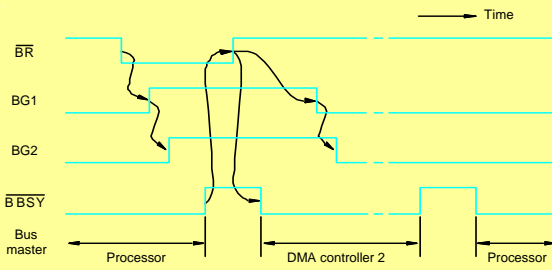 Time
BR
BG1
BG2
BBSY
Bus
master
Processor DMA controller 2 Processor